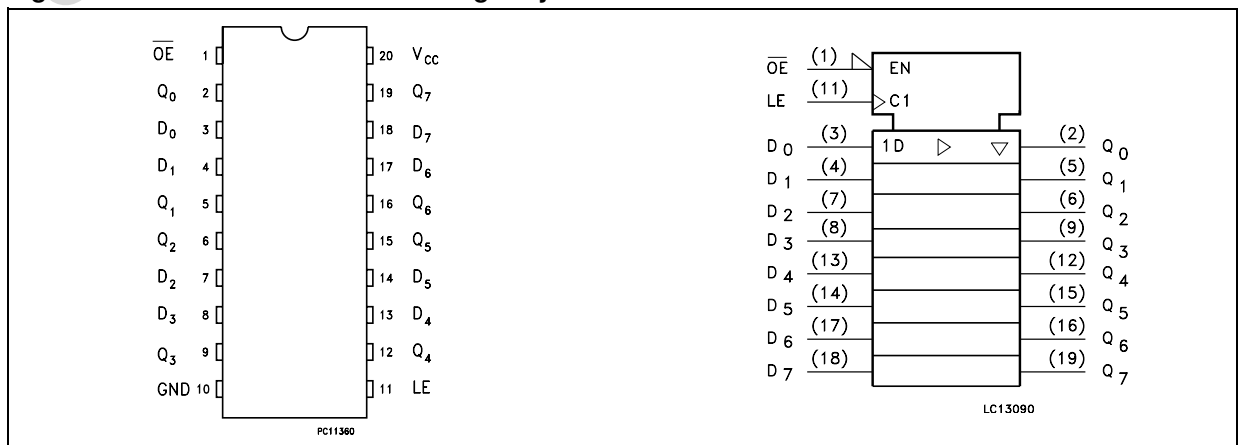 OE 1 20 VCC
Q0 2 19 Q7
D0 3 18 D7
D1 4 17 D6
Q1 5 16 Q6
Q2 6 15 Q5
D2 7 14 D5
D3 8 13 D4
Q3 9 12 Q4
GND 10 11 LE
PC11360
OE (1) EN
LE (11) C1
D0 (3) 1D (2) Q0
D1 (4) (5) Q1
D2 (7) (6) Q2
D3 (8) (9) Q3
D4 (13) (12) Q4
D5 (14) (15) Q5
D6 (17) (16) Q6
D7 (18) (19) Q7
LC13090